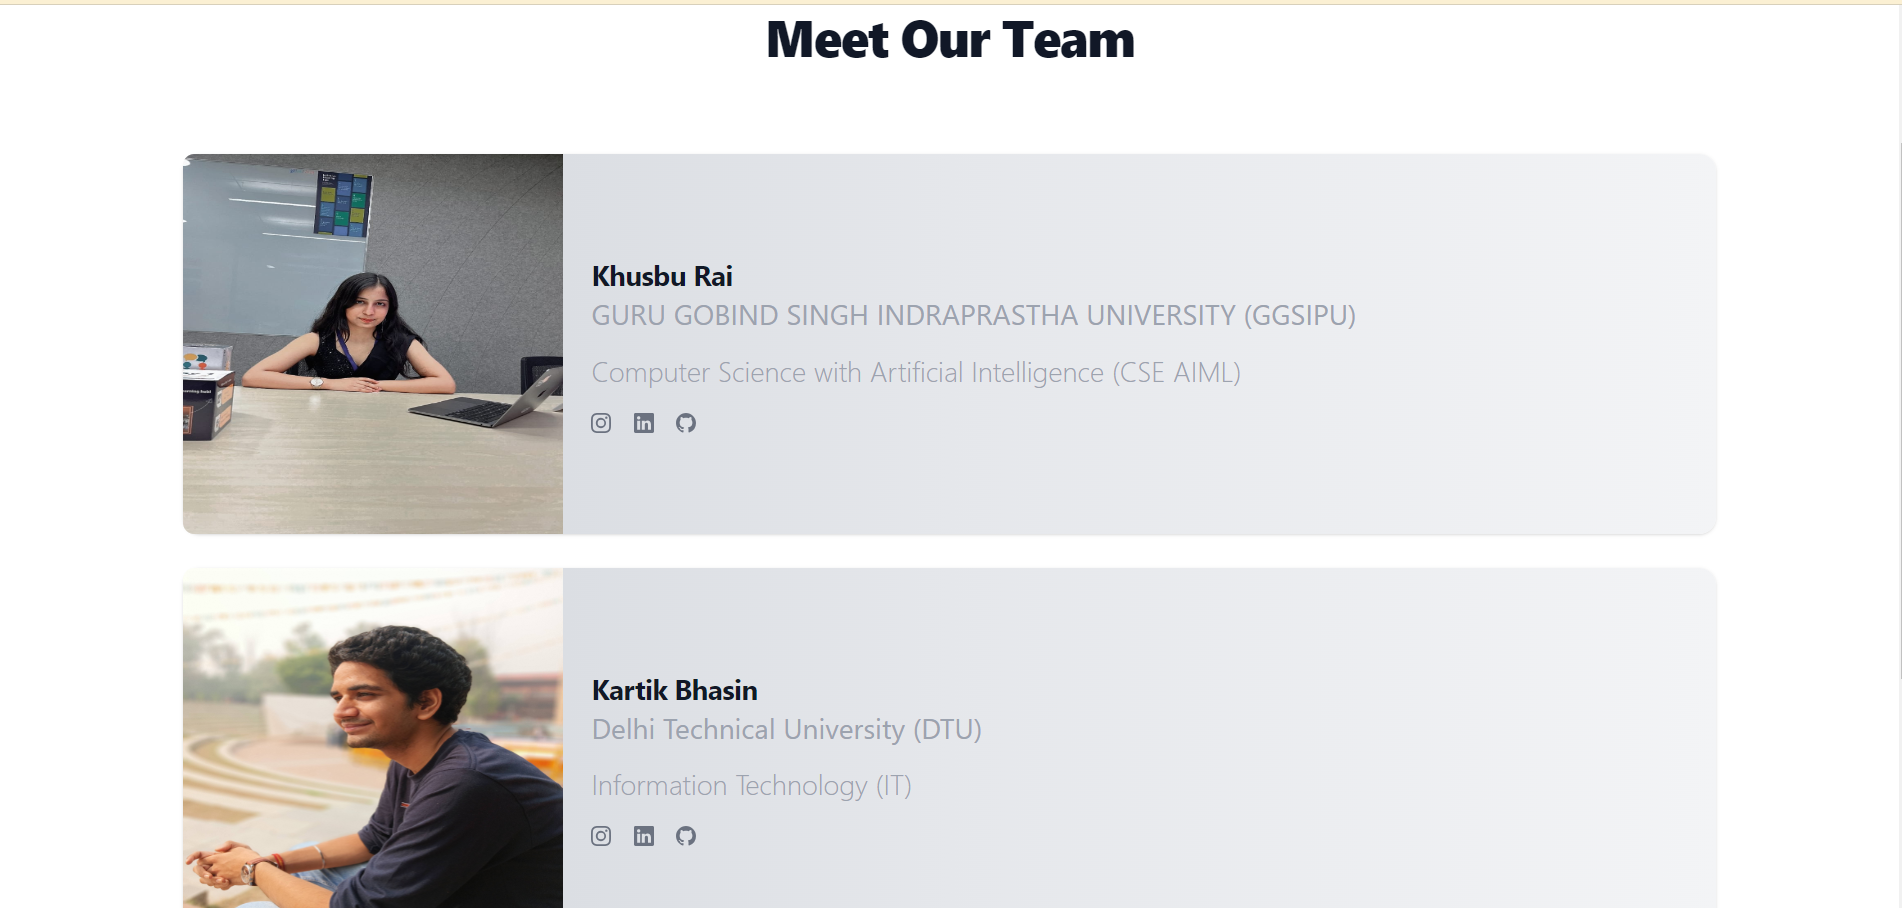 Meet Our Team
Khusbu Rai
GURU GOBIND SINGH INDRAPRASTHA UNIVERSITY (GGSIPU)
Computer Science with Artificial Intelligence (CSE AIML)
Kartik Bhasin
Delhi Technical University (DTU)
Information Technology (IT)